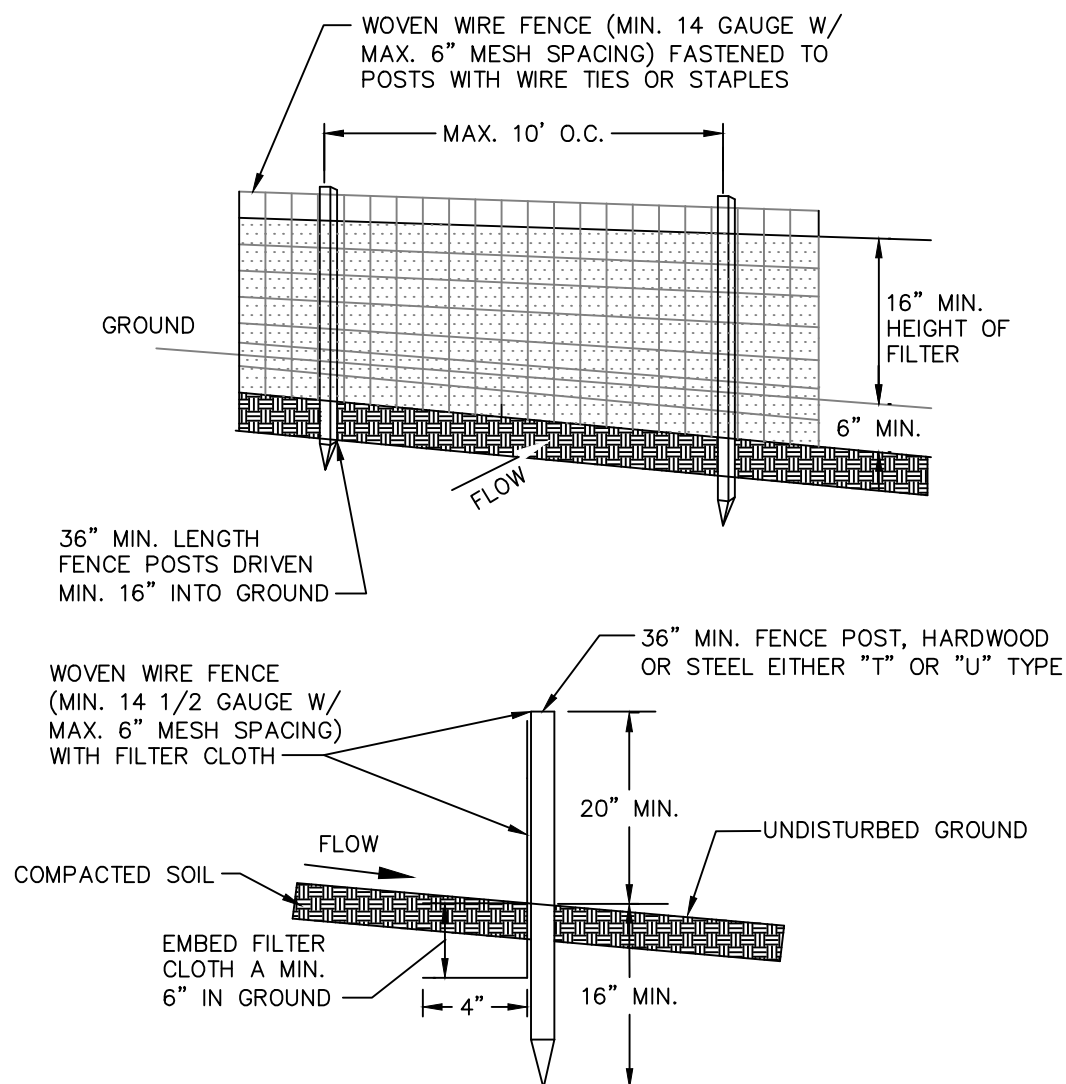 WOVEN WIRE FENCE (MIN. 14 GAUGE W/
MAX. 6" MESH SPACING) FASTENED TO
POSTS WITH WIRE TIES OR STAPLES
MAX. 10' O.C.
GROUND
16" MIN.
HEIGHT OF
FILTER
6" MIN.
FLOW
36" MIN. LENGTH
FENCE POSTS DRIVEN
MIN. 16" INTO GROUND
36" MIN. FENCE POST, HARDWOOD
OR STEEL EITHER "T" OR "U" TYPE
WOVEN WIRE FENCE
(MIN. 14 1/2 GAUGE W/
MAX. 6" MESH SPACING)
WITH FILTER CLOTH
20" MIN.
UNDISTURBED GROUND
FLOW
COMPACTED SOIL
EMBED FILTER
CLOTH A MIN.
6" IN GROUND
4"
16" MIN.